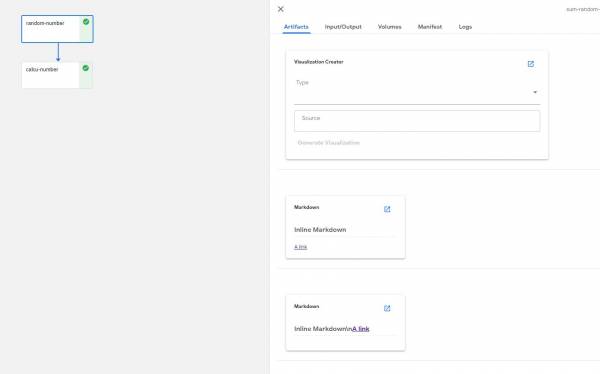 random-number
calcu-number
sum-random-
Artifacts Input/Output Volumes Manifest Logs
Visualization Creator
Type
Source
Generate Visualization
Markdown
Inline Markdown
A link
Markdown
Inline Markdown\nA link